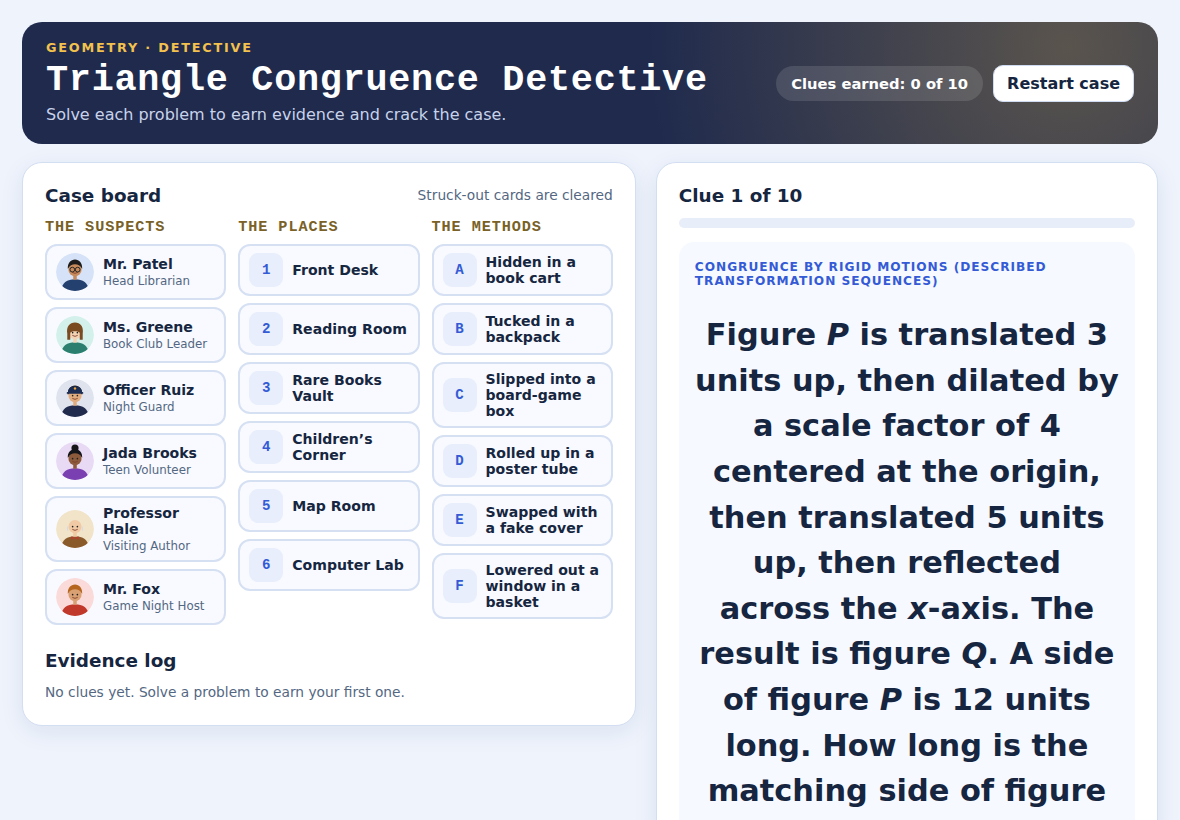 GEOMETRY · DETECTIVE
Triangle Congruence Detective
Solve each problem to earn evidence and crack the case.
Clues earned: 0 of 10
Restart case
Case board
Struck-out cards are cleared
THE SUSPECTS
Mr. Patel
Head Librarian
Ms. Greene
Book Club Leader
Officer Ruiz
Night Guard
Jada Brooks
Teen Volunteer
Professor
Hale
Visiting Author
Mr. Fox
Game Night Host
THE PLACES
1 Front Desk
2 Reading Room
3 Rare Books
Vault
4 Children’s
Corner
5 Map Room
6 Computer Lab
THE METHODS
A Hidden in a
book cart
B Tucked in a
backpack
C Slipped into a
board-game
box
D Rolled up in a
poster tube
E Swapped with
a fake cover
F Lowered out a
window in a
basket
Evidence log
No clues yet. Solve a problem to earn your first one.
Clue 1 of 10
CONGRUENCE BY RIGID MOTIONS (DESCRIBED
TRANSFORMATION SEQUENCES)
Figure P is translated 3
units up, then dilated by
a scale factor of 4
centered at the origin,
then translated 5 units
up, then reflected
across the x-axis. The
result is figure Q. A side
of figure P is 12 units
long. How long is the
matching side of figure